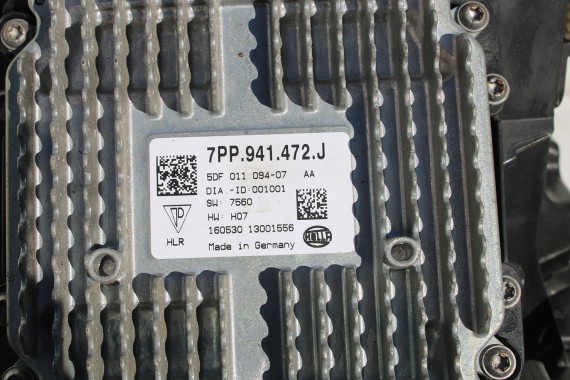 7PP.941.472.J
5DF 011 094-07 AA
DIA.-ID:001001
SW: 7560
HW: H07
160530 13001556
HLR
Made in Germany
HELLA